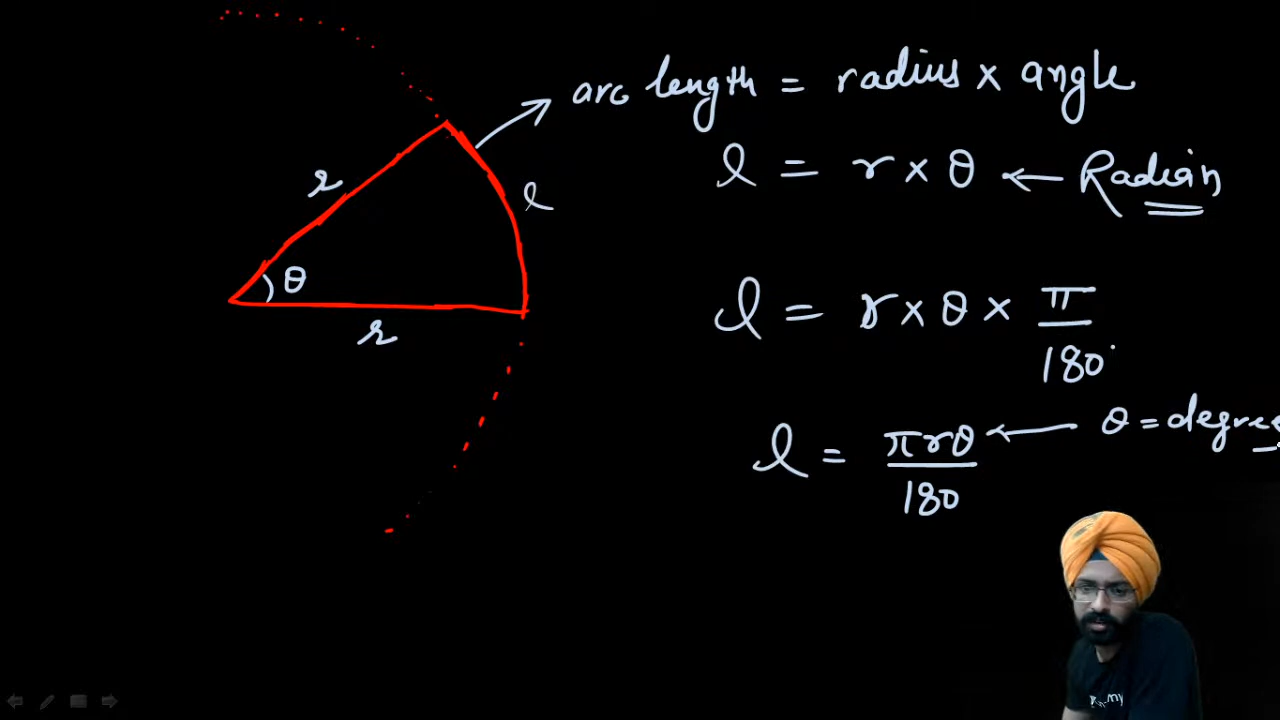 arc length = radius × angle
r
l = r × θ ← Radian
l
θ
r
l = r × θ × π/180
l = πrθ/180 ← θ = degree